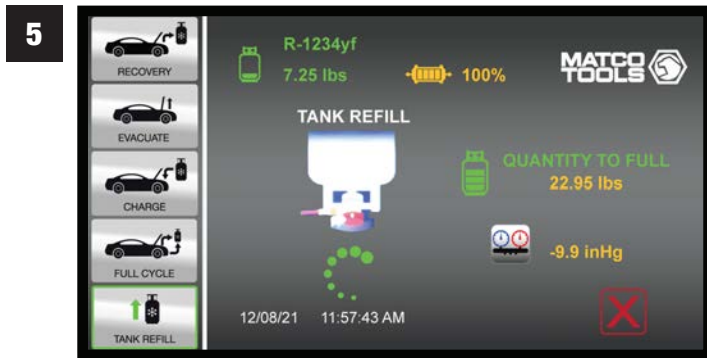 5
RECOVERY
EVACUATE
CHARGE
FULL CYCLE
TANK REFILL
R-1234yf
7.25 lbs
100%
MATCO
TOOLS
TANK REFILL
QUANTITY TO FULL
22.95 lbs
-9.9 inHg
12/08/21 11:57:43 AM